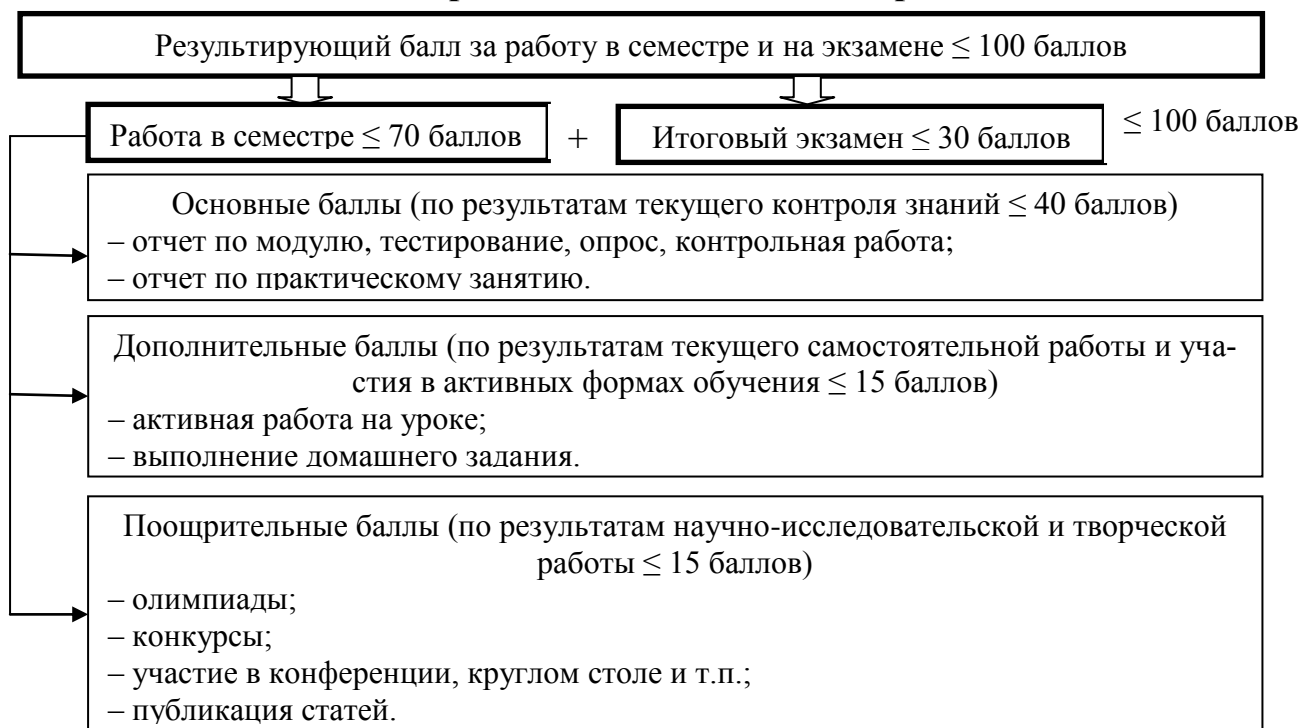 Результирующий балл за работу в семестре и на экзамене ≤ 100 баллов
Работа в семестре ≤ 70 баллов + Итоговый экзамен ≤ 30 баллов ≤ 100 баллов
Основные баллы (по результатам текущего контроля знаний ≤ 40 баллов)
– отчет по модулю, тестирование, опрос, контрольная работа;
– отчет по практическому занятию.
Дополнительные баллы (по результатам текущего самостоятельной работы и уча-
стия в активных формах обучения ≤ 15 баллов)
– активная работа на уроке;
– выполнение домашнего задания.
Поощрительные баллы (по результатам научно-исследовательской и творческой
работы ≤ 15 баллов)
– олимпиады;
– конкурсы;
– участие в конференции, круглом столе и т.п.;
– публикация статей.